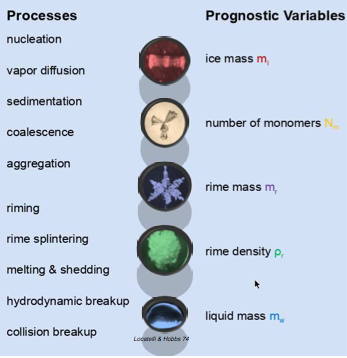 Processes
nucleation
vapor diffusion
sedimentation
coalescence
aggregation
riming
rime splintering
melting & shedding
hydrodynamic breakup
collision breakup
Prognostic Variables
ice mass mᵢ
number of monomers Nₘ
rime mass mᵣ
rime density ρᵣ
liquid mass m_w
Locatelli & Hobbs 74